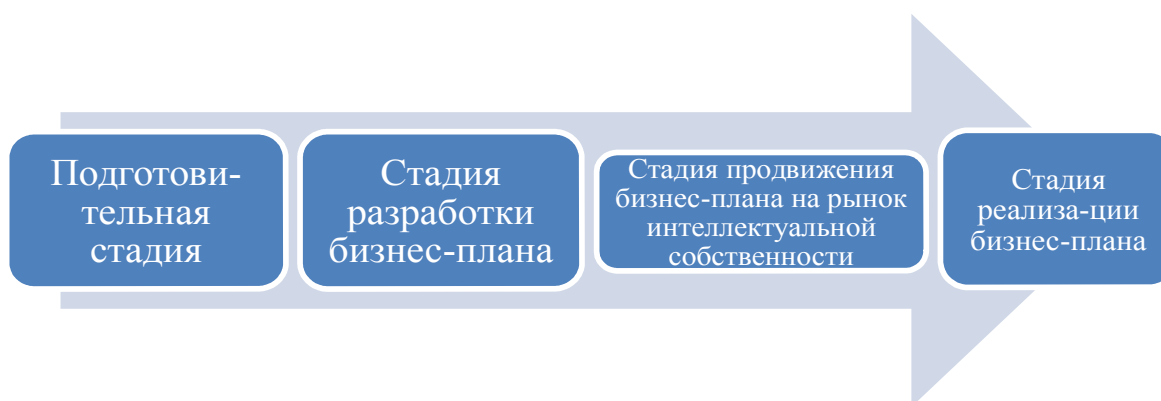 Подготови-
тельная
стадия
Стадия
разработки
бизнес-плана
Стадия продвижения
бизнес-плана на рынок
интеллектуальной
собственности
Стадия
реализа-ции
бизнес-плана